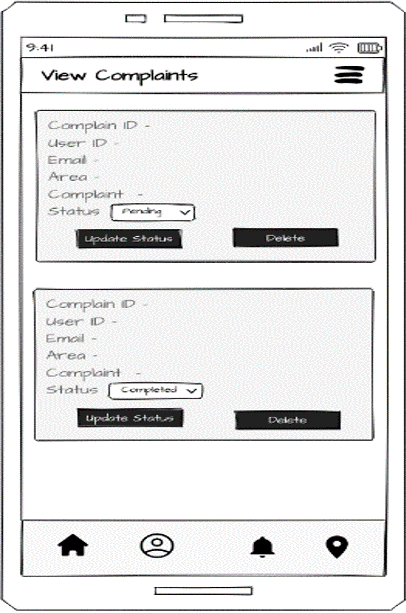 9:41
View Complaints
Complain ID -
User ID -
Email -
Area -
Complaint -
Status Pending
Update Status Delete
Complain ID -
User ID -
Email -
Area -
Complaint -
Status Completed
Update Status Delete